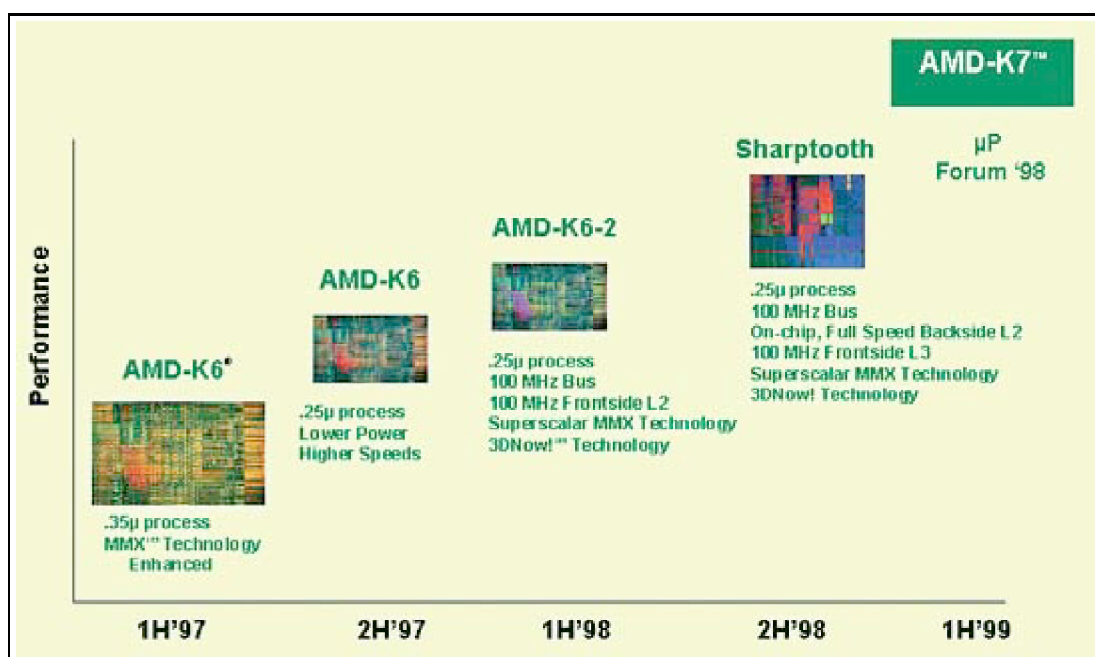 AMD-K7™
µP
Forum ‘98
Sharptooth
.25µ process
100 MHz Bus
On-chip, Full Speed Backside L2
100 MHz Frontside L3
Superscalar MMX Technology
3DNow! Technology
AMD-K6-2
.25µ process
100 MHz Bus
100 MHz Frontside L2
Superscalar MMX Technology
3DNow!™ Technology
AMD-K6
.25µ process
Lower Power
Higher Speeds
AMD-K6®
.35µ process
MMX™ Technology
Enhanced
Performance
1H’97
2H’97
1H’98
2H’98
1H’99